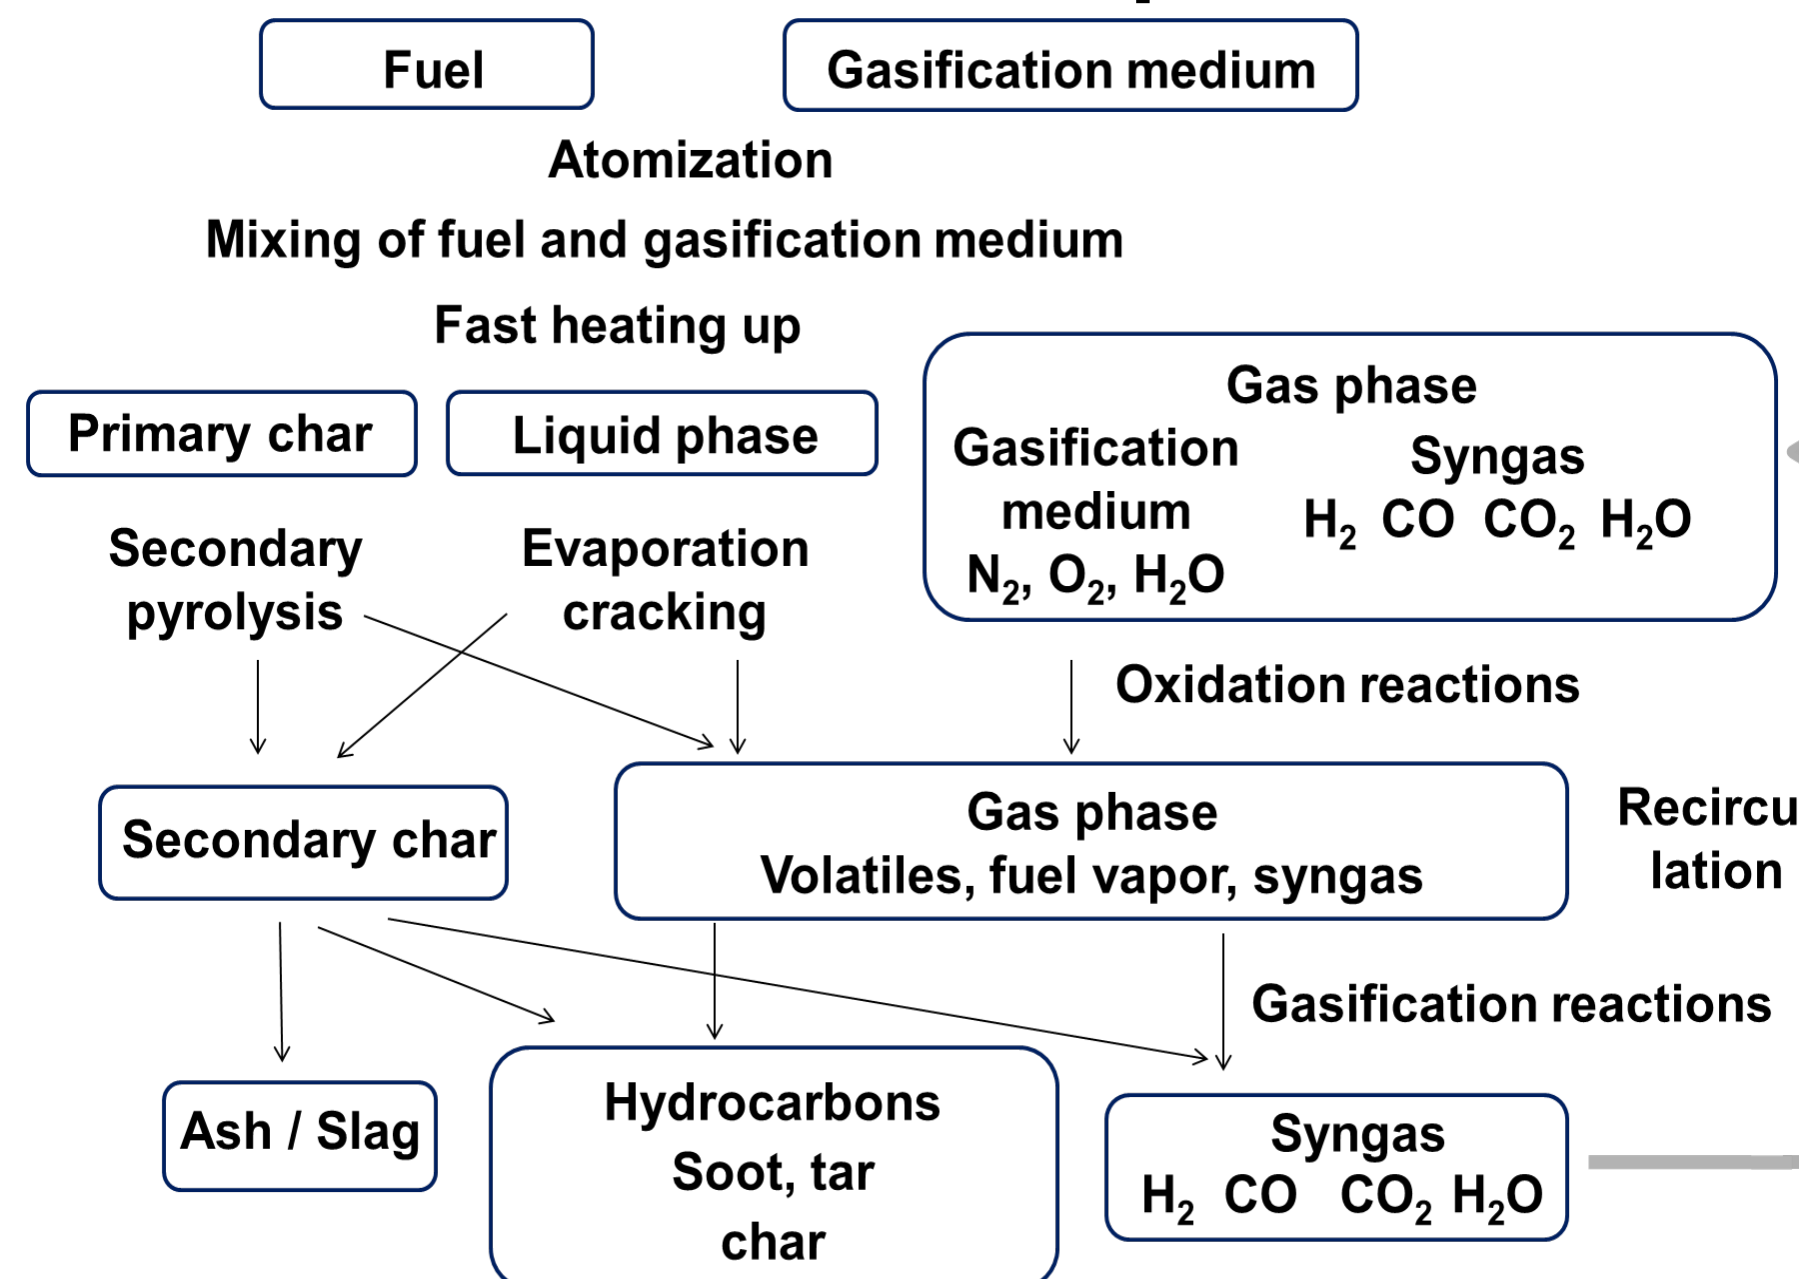 Fuel
Gasification medium
Atomization
Mixing of fuel and gasification medium
Fast heating up
Primary char
Liquid phase
Gas phase
Gasification
medium
N₂, O₂, H₂O
Syngas
H₂ CO CO₂ H₂O
Secondary
pyrolysis
Evaporation
cracking
Oxidation reactions
Secondary char
Gas phase
Volatiles, fuel vapor, syngas
Recircu
lation
Gasification reactions
Ash / Slag
Hydrocarbons
Soot, tar
char
Syngas
H₂ CO CO₂ H₂O